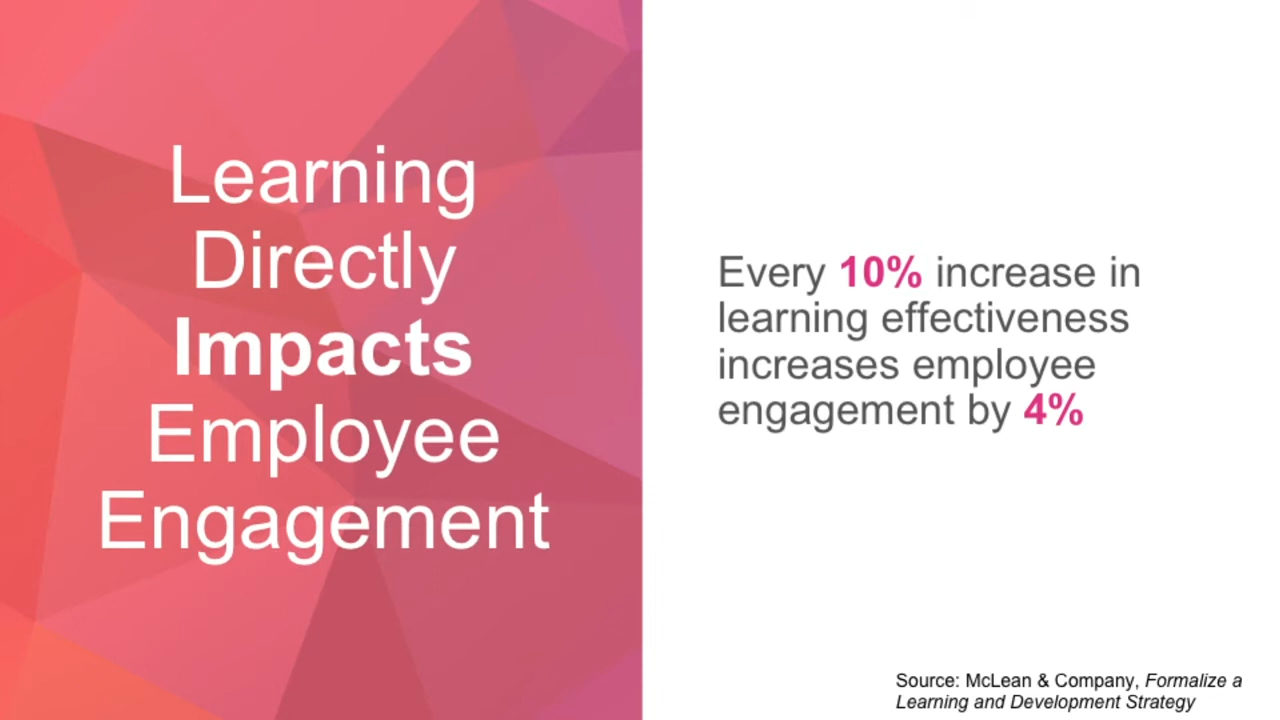 Learning
Directly
Impacts
Employee
Engagement
Every 10% increase in
learning effectiveness
increases employee
engagement by 4%
Source: McLean & Company, Formalize a
Learning and Development Strategy